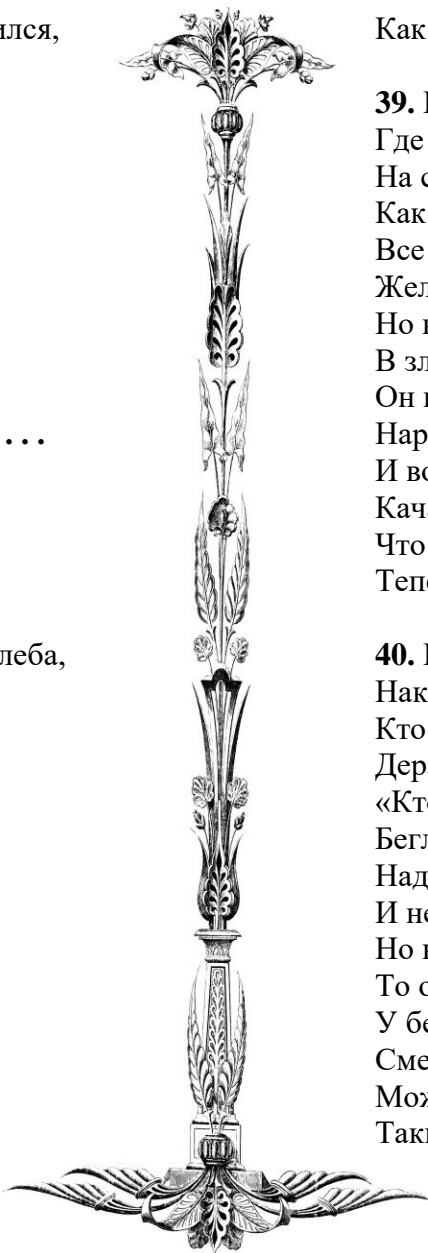 ился,
…
леба,
Как
39.
Где
На с
Как
Все
Жел
Но
В зл
Он
Нар
И во
Кача
Что
Тепе
40.
Нак
Кто
Дер
«Кто
Бегл
Над
И не
Но
То о
У бе
Сме
Мож
Таки